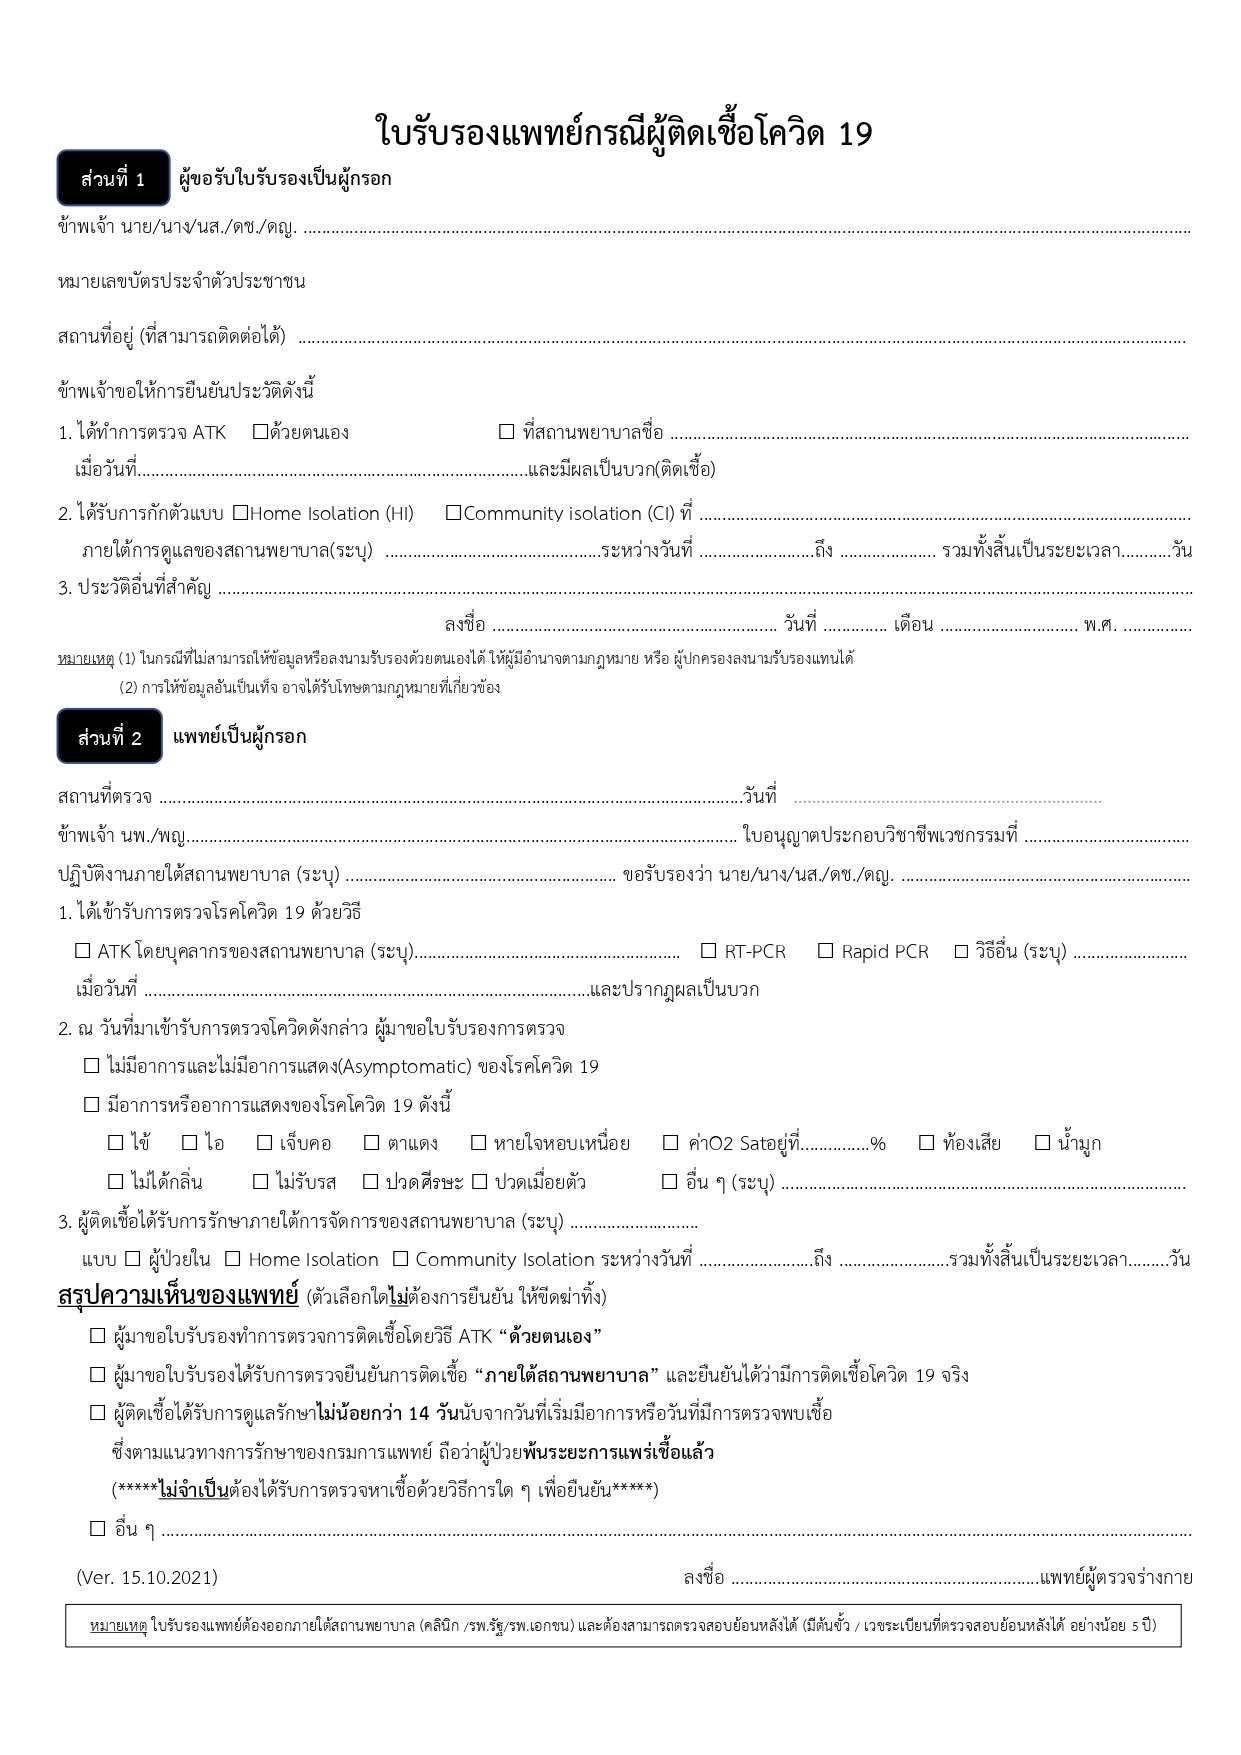 ใบรับรองแพทย์กรณีผู้ติดเชื้อโควิด 19
ส่วนที่ 1 ผู้ขอรับใบรับรองเป็นผู้กรอก
ข้าพเจ้า นาย/นาง/นส./ดช./ดญ. ....................................................................................................
หมายเลขบัตรประจำตัวประชาชน
สถานที่อยู่ (ที่สามารถติดต่อได้) ....................................................................................................
ข้าพเจ้าขอให้การยืนยันประวัติดังนี้
1. ได้ทำการตรวจ ATK ☐ด้วยตนเอง ☐ ที่สถานพยาบาลชื่อ ............................................................
เมื่อวันที่............................................................และมีผลเป็นบวก(ติดเชื้อ)
2. ได้รับการกักตัวแบบ ☐Home Isolation (HI) ☐Community isolation (CI) ที่ ............................................................
ภายใต้การดูแลของสถานพยาบาล(ระบุ) ..............................ระหว่างวันที่ .........................ถึง ..................... รวมทั้งสิ้นเป็นระยะเวลา...........วัน
3. ประวัติอื่นที่สำคัญ ....................................................................................................
ลงชื่อ .............................................................. วันที่ .............. เดือน .............................. พ.ศ. ...............
หมายเหตุ (1) ในกรณีที่ไม่สามารถให้ข้อมูลหรือลงนามรับรองด้วยตนเองได้ ให้ผู้มีอำนาจตามกฎหมาย หรือ ผู้ปกครองลงนามรับรองแทนได้
(2) การให้ข้อมูลอันเป็นเท็จ อาจได้รับโทษตามกฎหมายที่เกี่ยวข้อง
ส่วนที่ 2 แพทย์เป็นผู้กรอก
สถานที่ตรวจ ............................................................วันที่ ............................................................
ข้าพเจ้า นพ./พญ............................................................. ใบอนุญาตประกอบวิชาชีพเวชกรรมที่ ....................................
ปฏิบัติงานภายใต้สถานพยาบาล (ระบุ) ............................................................ ขอรับรองว่า นาย/นาง/นส./ดช./ดญ. ............................................................
1. ได้เข้ารับการตรวจโรคโควิด 19 ด้วยวิธี
☐ ATK โดยบุคลากรของสถานพยาบาล (ระบุ)............................................................ ☐ RT-PCR ☐ Rapid PCR ☐ วิธีอื่น (ระบุ) .........................
เมื่อวันที่ ............................................................และปรากฏผลเป็นบวก
2. ณ วันที่มาเข้ารับการตรวจโควิดดังกล่าว ผู้มาขอใบรับรองการตรวจ
☐ ไม่มีอาการและไม่มีอาการแสดง(Asymptomatic) ของโรคโควิด 19
☐ มีอาการหรืออาการแสดงของโรคโควิด 19 ดังนี้
☐ ไข้ ☐ ไอ ☐ เจ็บคอ ☐ ตาแดง ☐ หายใจหอบเหนื่อย ☐ ค่าO2 Satอยู่ที่...............% ☐ ท้องเสีย ☐ น้ำมูก
☐ ไม่ได้กลิ่น ☐ ไม่รับรส ☐ ปวดศีรษะ ☐ ปวดเมื่อยตัว ☐ อื่น ๆ (ระบุ) ............................................................
3. ผู้ติดเชื้อได้รับการรักษาภายใต้การจัดการของสถานพยาบาล (ระบุ) ............................
แบบ ☐ ผู้ป่วยใน ☐ Home Isolation ☐ Community Isolation ระหว่างวันที่ .........................ถึง ........................รวมทั้งสิ้นเป็นระยะเวลา.........วัน
สรุปความเห็นของแพทย์ (ตัวเลือกใดไม่ต้องการยืนยัน ให้ขีดฆ่าทิ้ง)
☐ ผู้มาขอใบรับรองทำการตรวจการติดเชื้อโดยวิธี ATK “ด้วยตนเอง”
☐ ผู้มาขอใบรับรองได้รับการตรวจยืนยันการติดเชื้อ “ภายใต้สถานพยาบาล” และยืนยันได้ว่ามีการติดเชื้อโควิด 19 จริง
☐ ผู้ติดเชื้อได้รับการดูแลรักษาไม่น้อยกว่า 14 วันนับจากวันที่เริ่มมีอาการหรือวันที่มีการตรวจพบเชื้อ
ซึ่งตามแนวทางการรักษาของกรมการแพทย์ ถือว่าผู้ป่วยพ้นระยะการแพร่เชื้อแล้ว
(*****ไม่จำเป็นต้องได้รับการตรวจหาเชื้อด้วยวิธีการใด ๆ เพื่อยืนยัน*****)
☐ อื่น ๆ ....................................................................................................
(Ver. 15.10.2021) ลงชื่อ ...................................................................แพทย์ผู้ตรวจร่างกาย
หมายเหตุ ใบรับรองแพทย์ต้องออกภายใต้สถานพยาบาล (คลินิก /รพ.รัฐ/รพ.เอกชน) และต้องสามารถตรวจสอบย้อนหลังได้ (มีต้นขั้ว / เวชระเบียนที่ตรวจสอบย้อนหลังได้ อย่างน้อย 5 ปี)